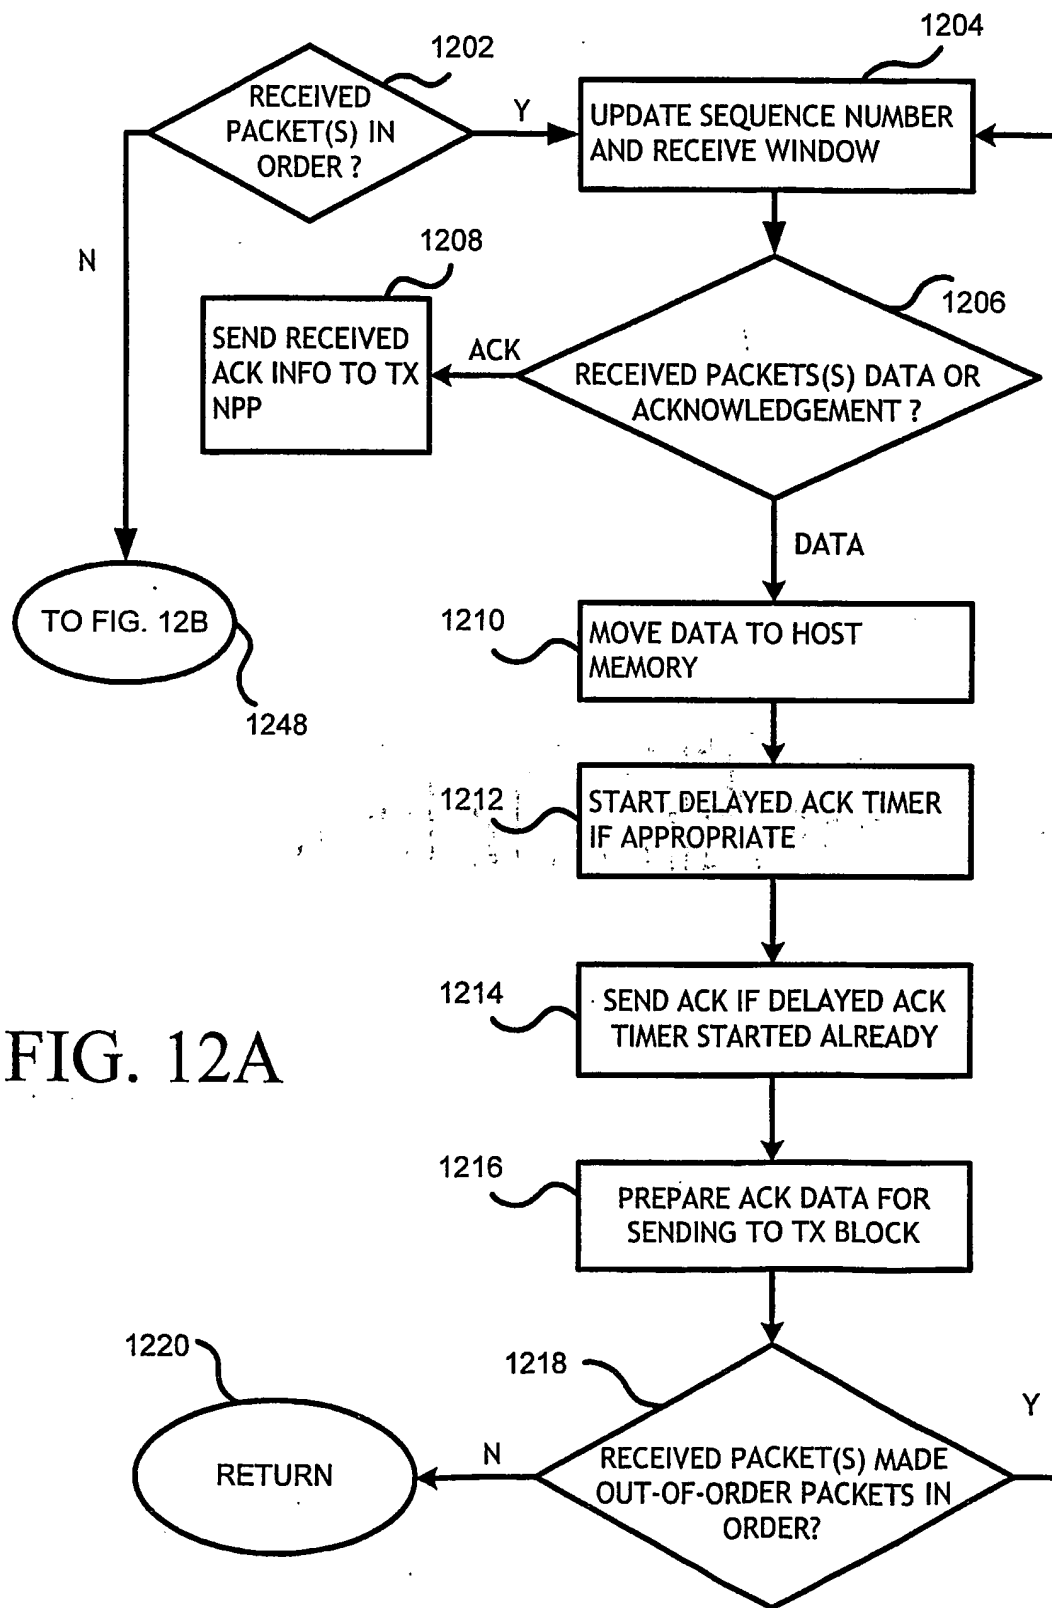 1202
RECEIVED
PACKET(S) IN
ORDER ?
Y
N
1204
UPDATE SEQUENCE NUMBER
AND RECEIVE WINDOW
1208
SEND RECEIVED
ACK INFO TO TX
NPP
ACK
1206
RECEIVED PACKETS(S) DATA OR
ACKNOWLEDGEMENT ?
DATA
TO FIG. 12B
1248
1210
MOVE DATA TO HOST
MEMORY
1212
START DELAYED ACK TIMER
IF APPROPRIATE
1214
SEND ACK IF DELAYED ACK
TIMER STARTED ALREADY
FIG. 12A
1216
PREPARE ACK DATA FOR
SENDING TO TX BLOCK
1220
RETURN
N
1218
RECEIVED PACKET(S) MADE
OUT-OF-ORDER PACKETS IN
ORDER?
Y